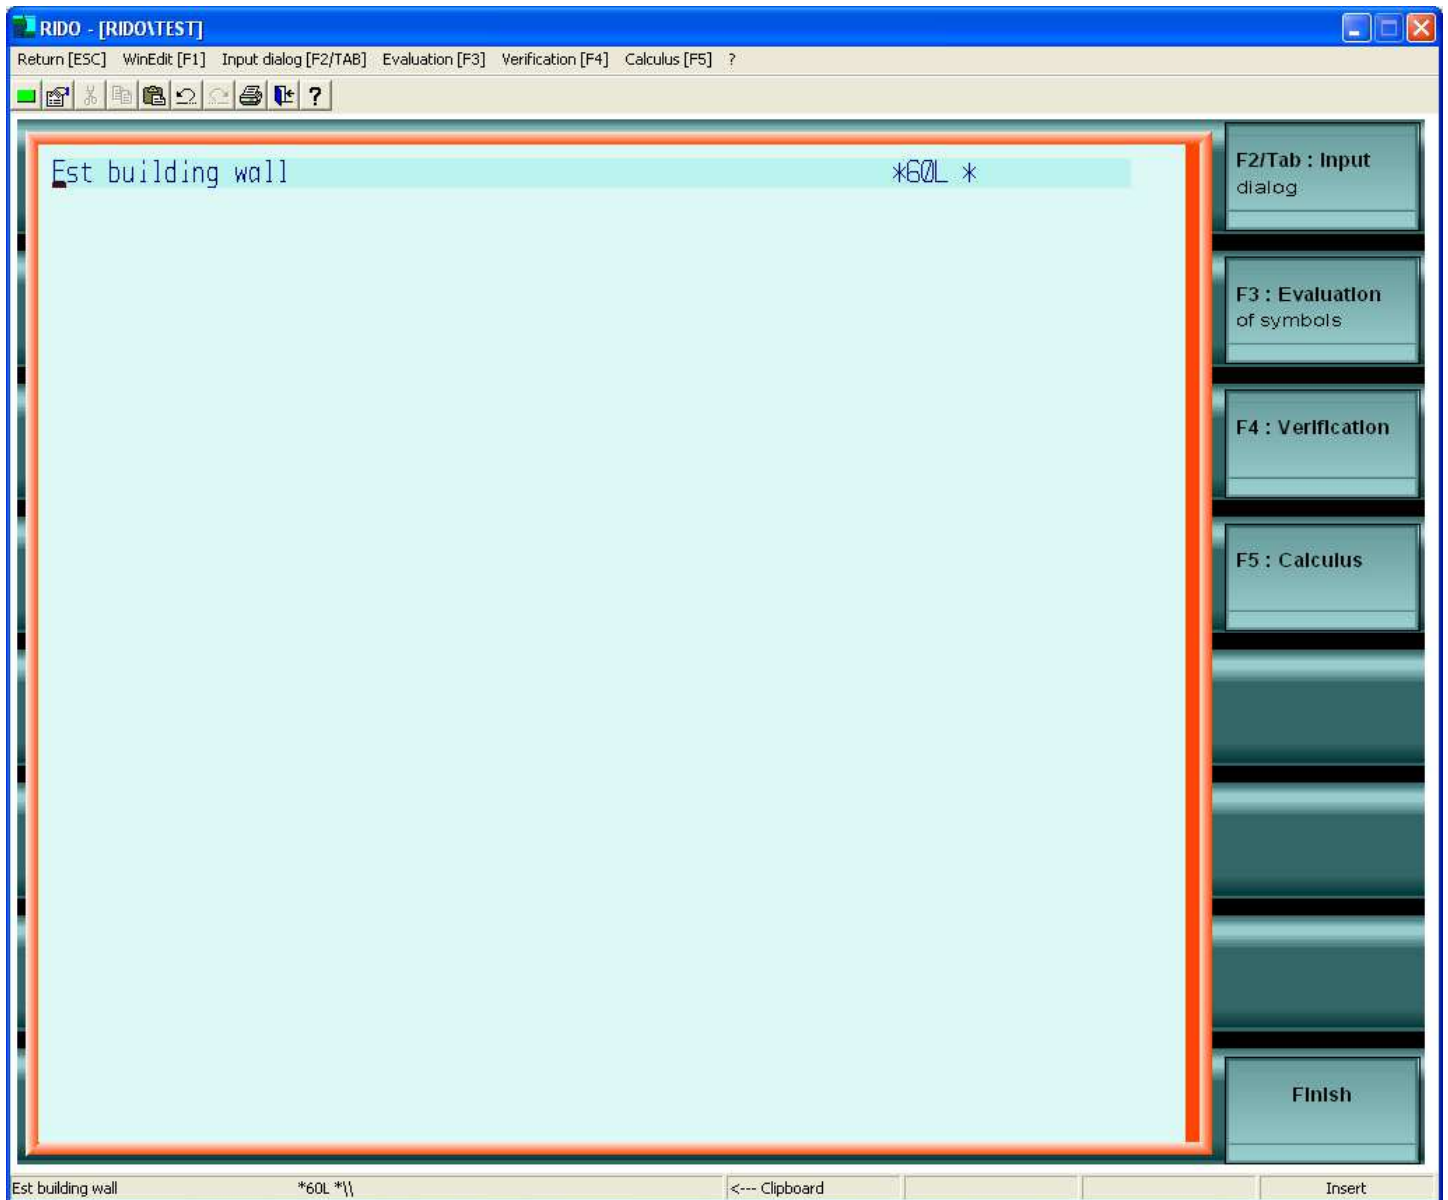 RIDO - [RIDO\TEST]
Return [ESC] WinEdit [F1] Input dialog [F2/TAB] Evaluation [F3] Verification [F4] Calculus [F5] ?
?
Est building wall *60L *
F2/Tab : Input
dialog
F3 : Evaluation
of symbols
F4 : Verification
F5 : Calculus
Finish
Est building wall *60L *\\ <--- Clipboard Insert